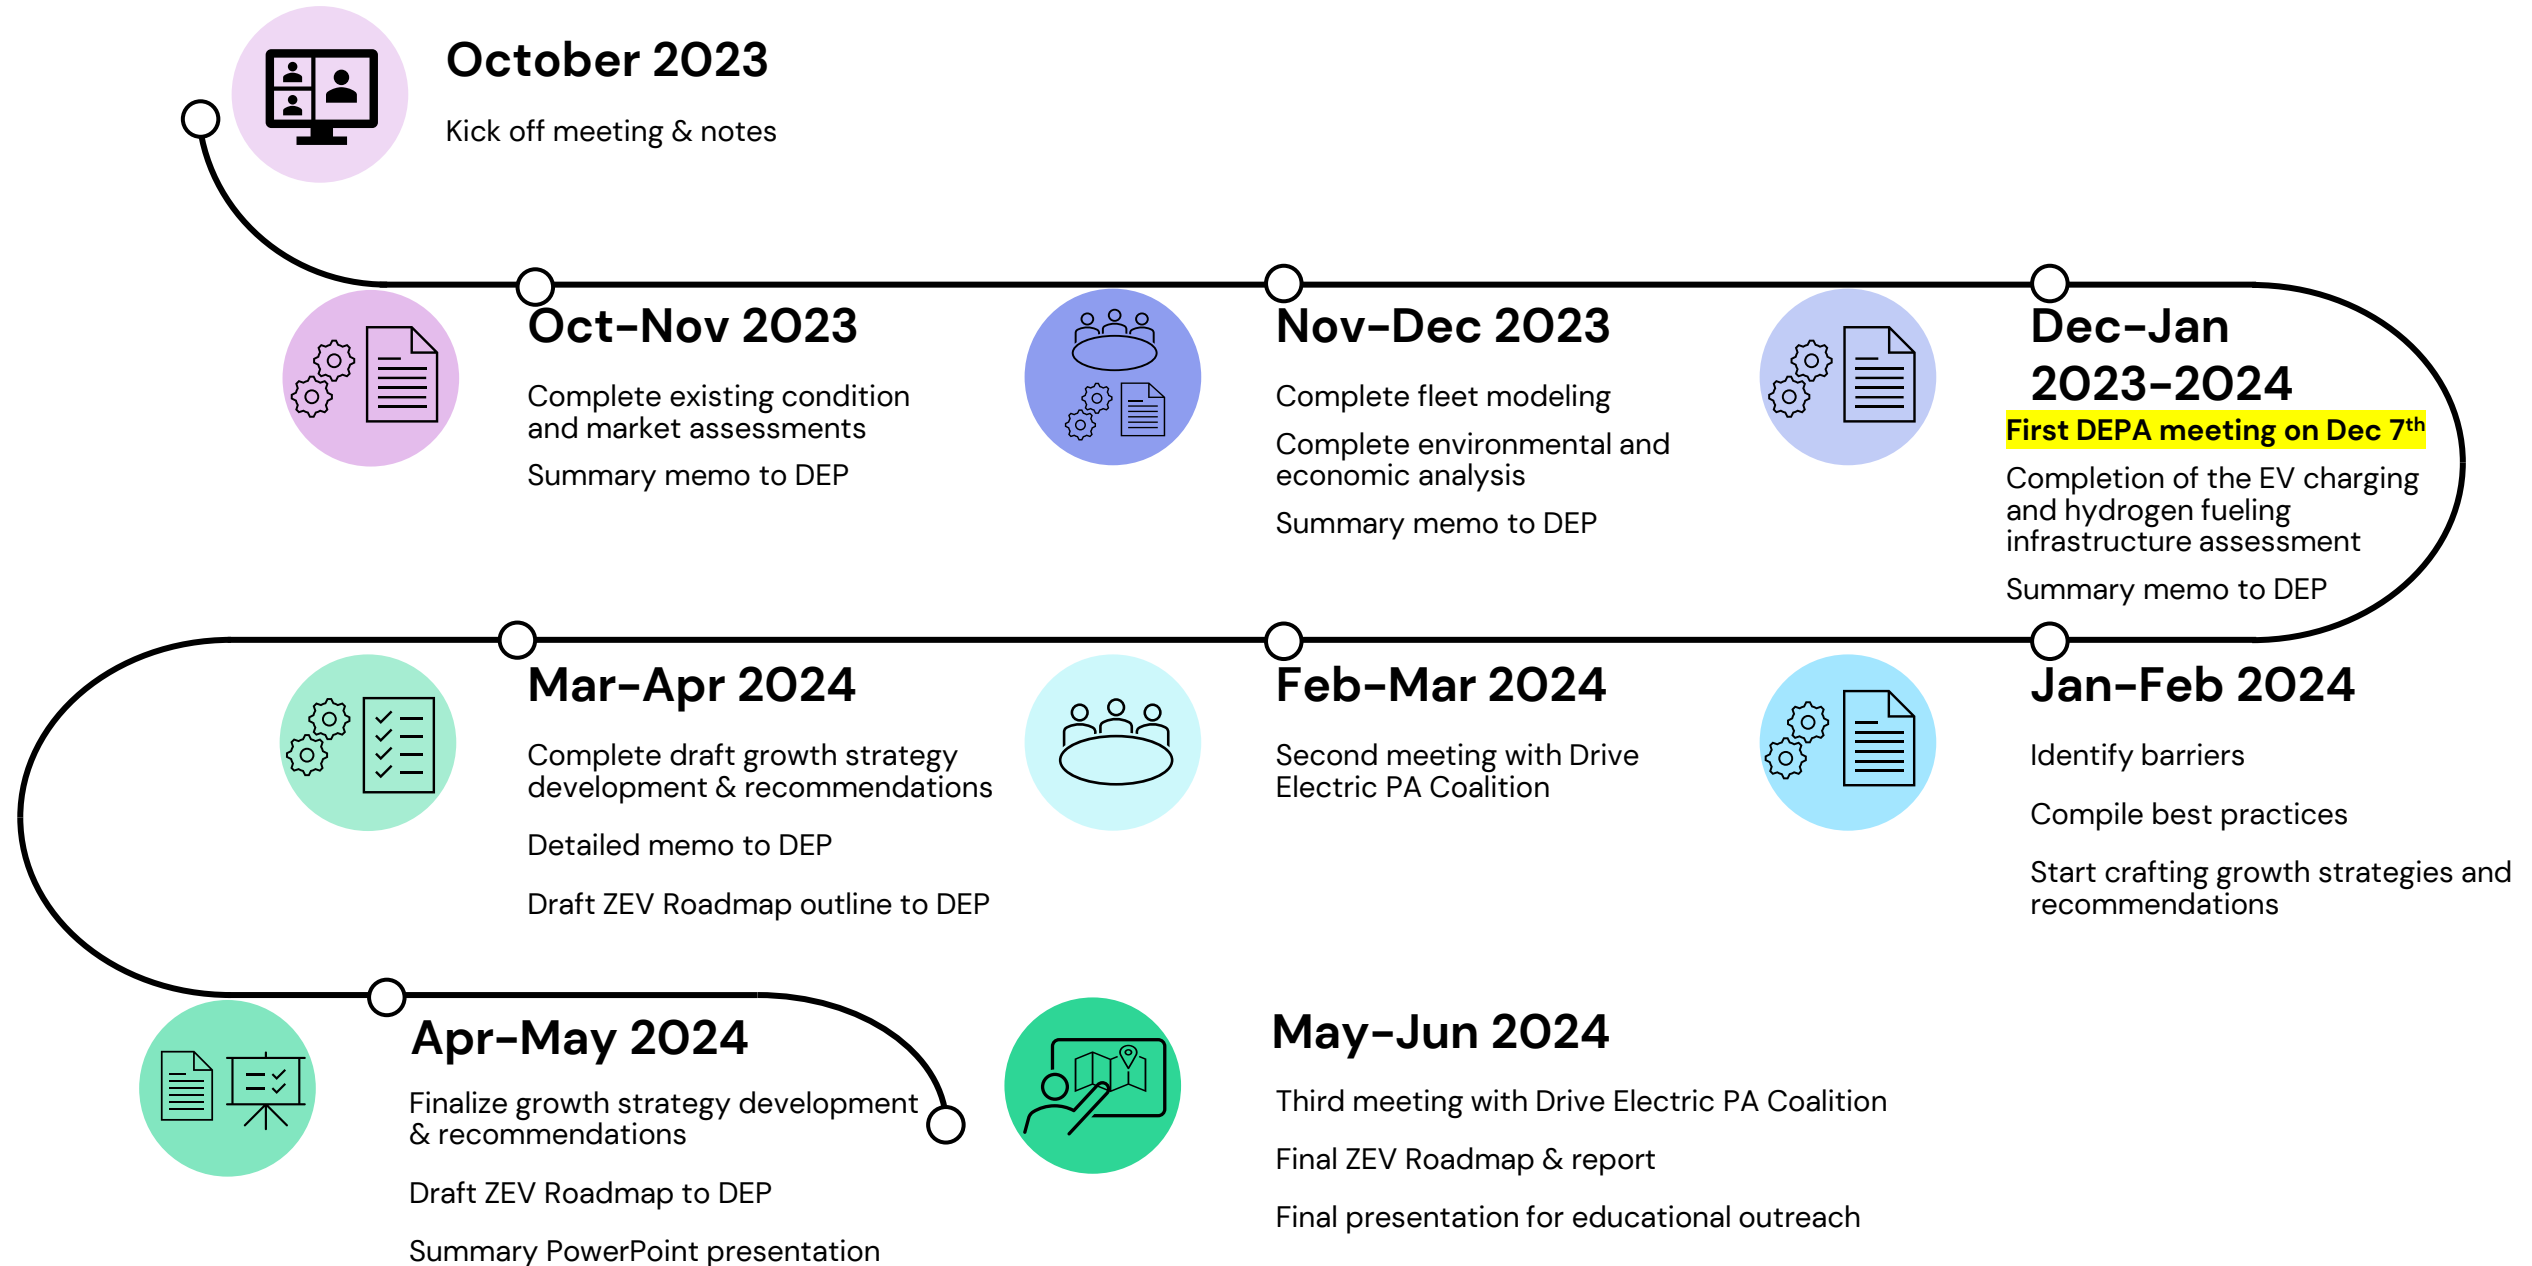 October 2023
Kick off meeting & notes
Oct-Nov 2023
Complete existing condition
and market assessments
Summary memo to DEP
Nov-Dec 2023
Complete fleet modeling
Complete environmental and
economic analysis
Summary memo to DEP
Dec-Jan
2023-2024
First DEPA meeting on Dec 7th
Completion of the EV charging
and hydrogen fueling
infrastructure assessment
Summary memo to DEP
Jan-Feb 2024
Identify barriers
Compile best practices
Start crafting growth strategies and
recommendations
Feb-Mar 2024
Second meeting with Drive
Electric PA Coalition
Mar-Apr 2024
Complete draft growth strategy
development & recommendations
Detailed memo to DEP
Draft ZEV Roadmap outline to DEP
Apr-May 2024
Finalize growth strategy development
& recommendations
Draft ZEV Roadmap to DEP
Summary PowerPoint presentation
May-Jun 2024
Third meeting with Drive Electric PA Coalition
Final ZEV Roadmap & report
Final presentation for educational outreach